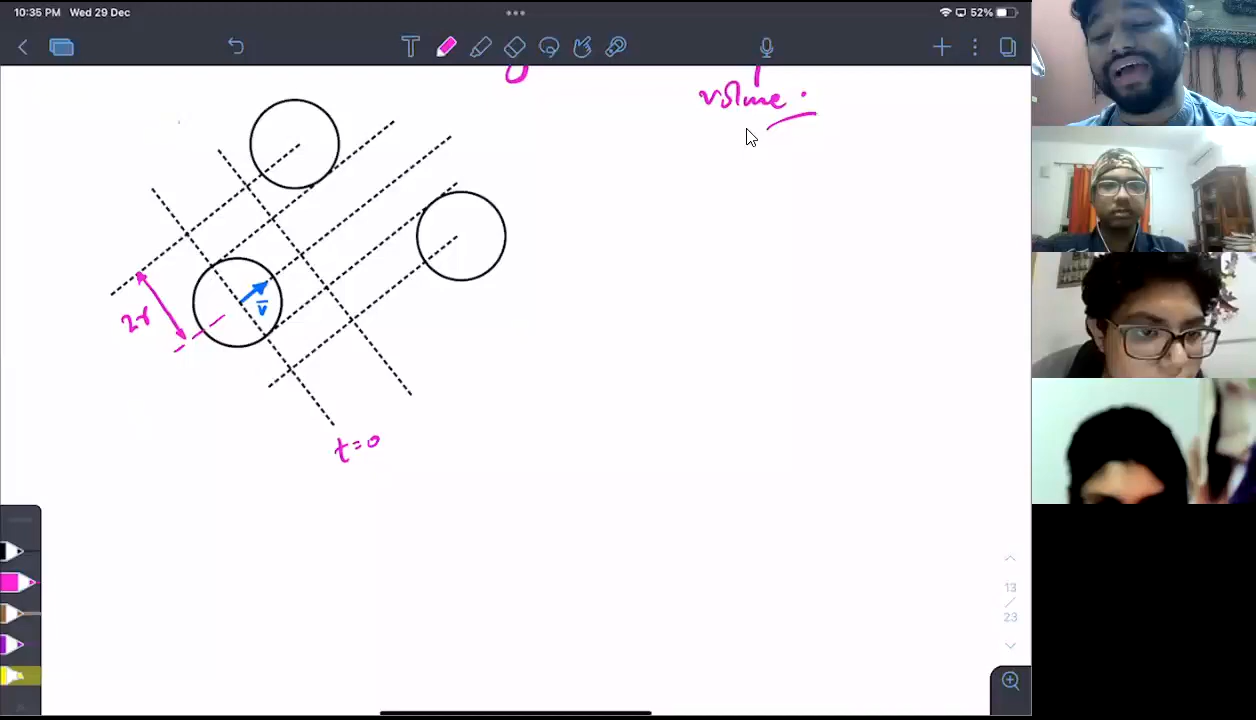 10:35 PM Wed 29 Dec
52%
volume.
v̄
2r
t=0
13
23